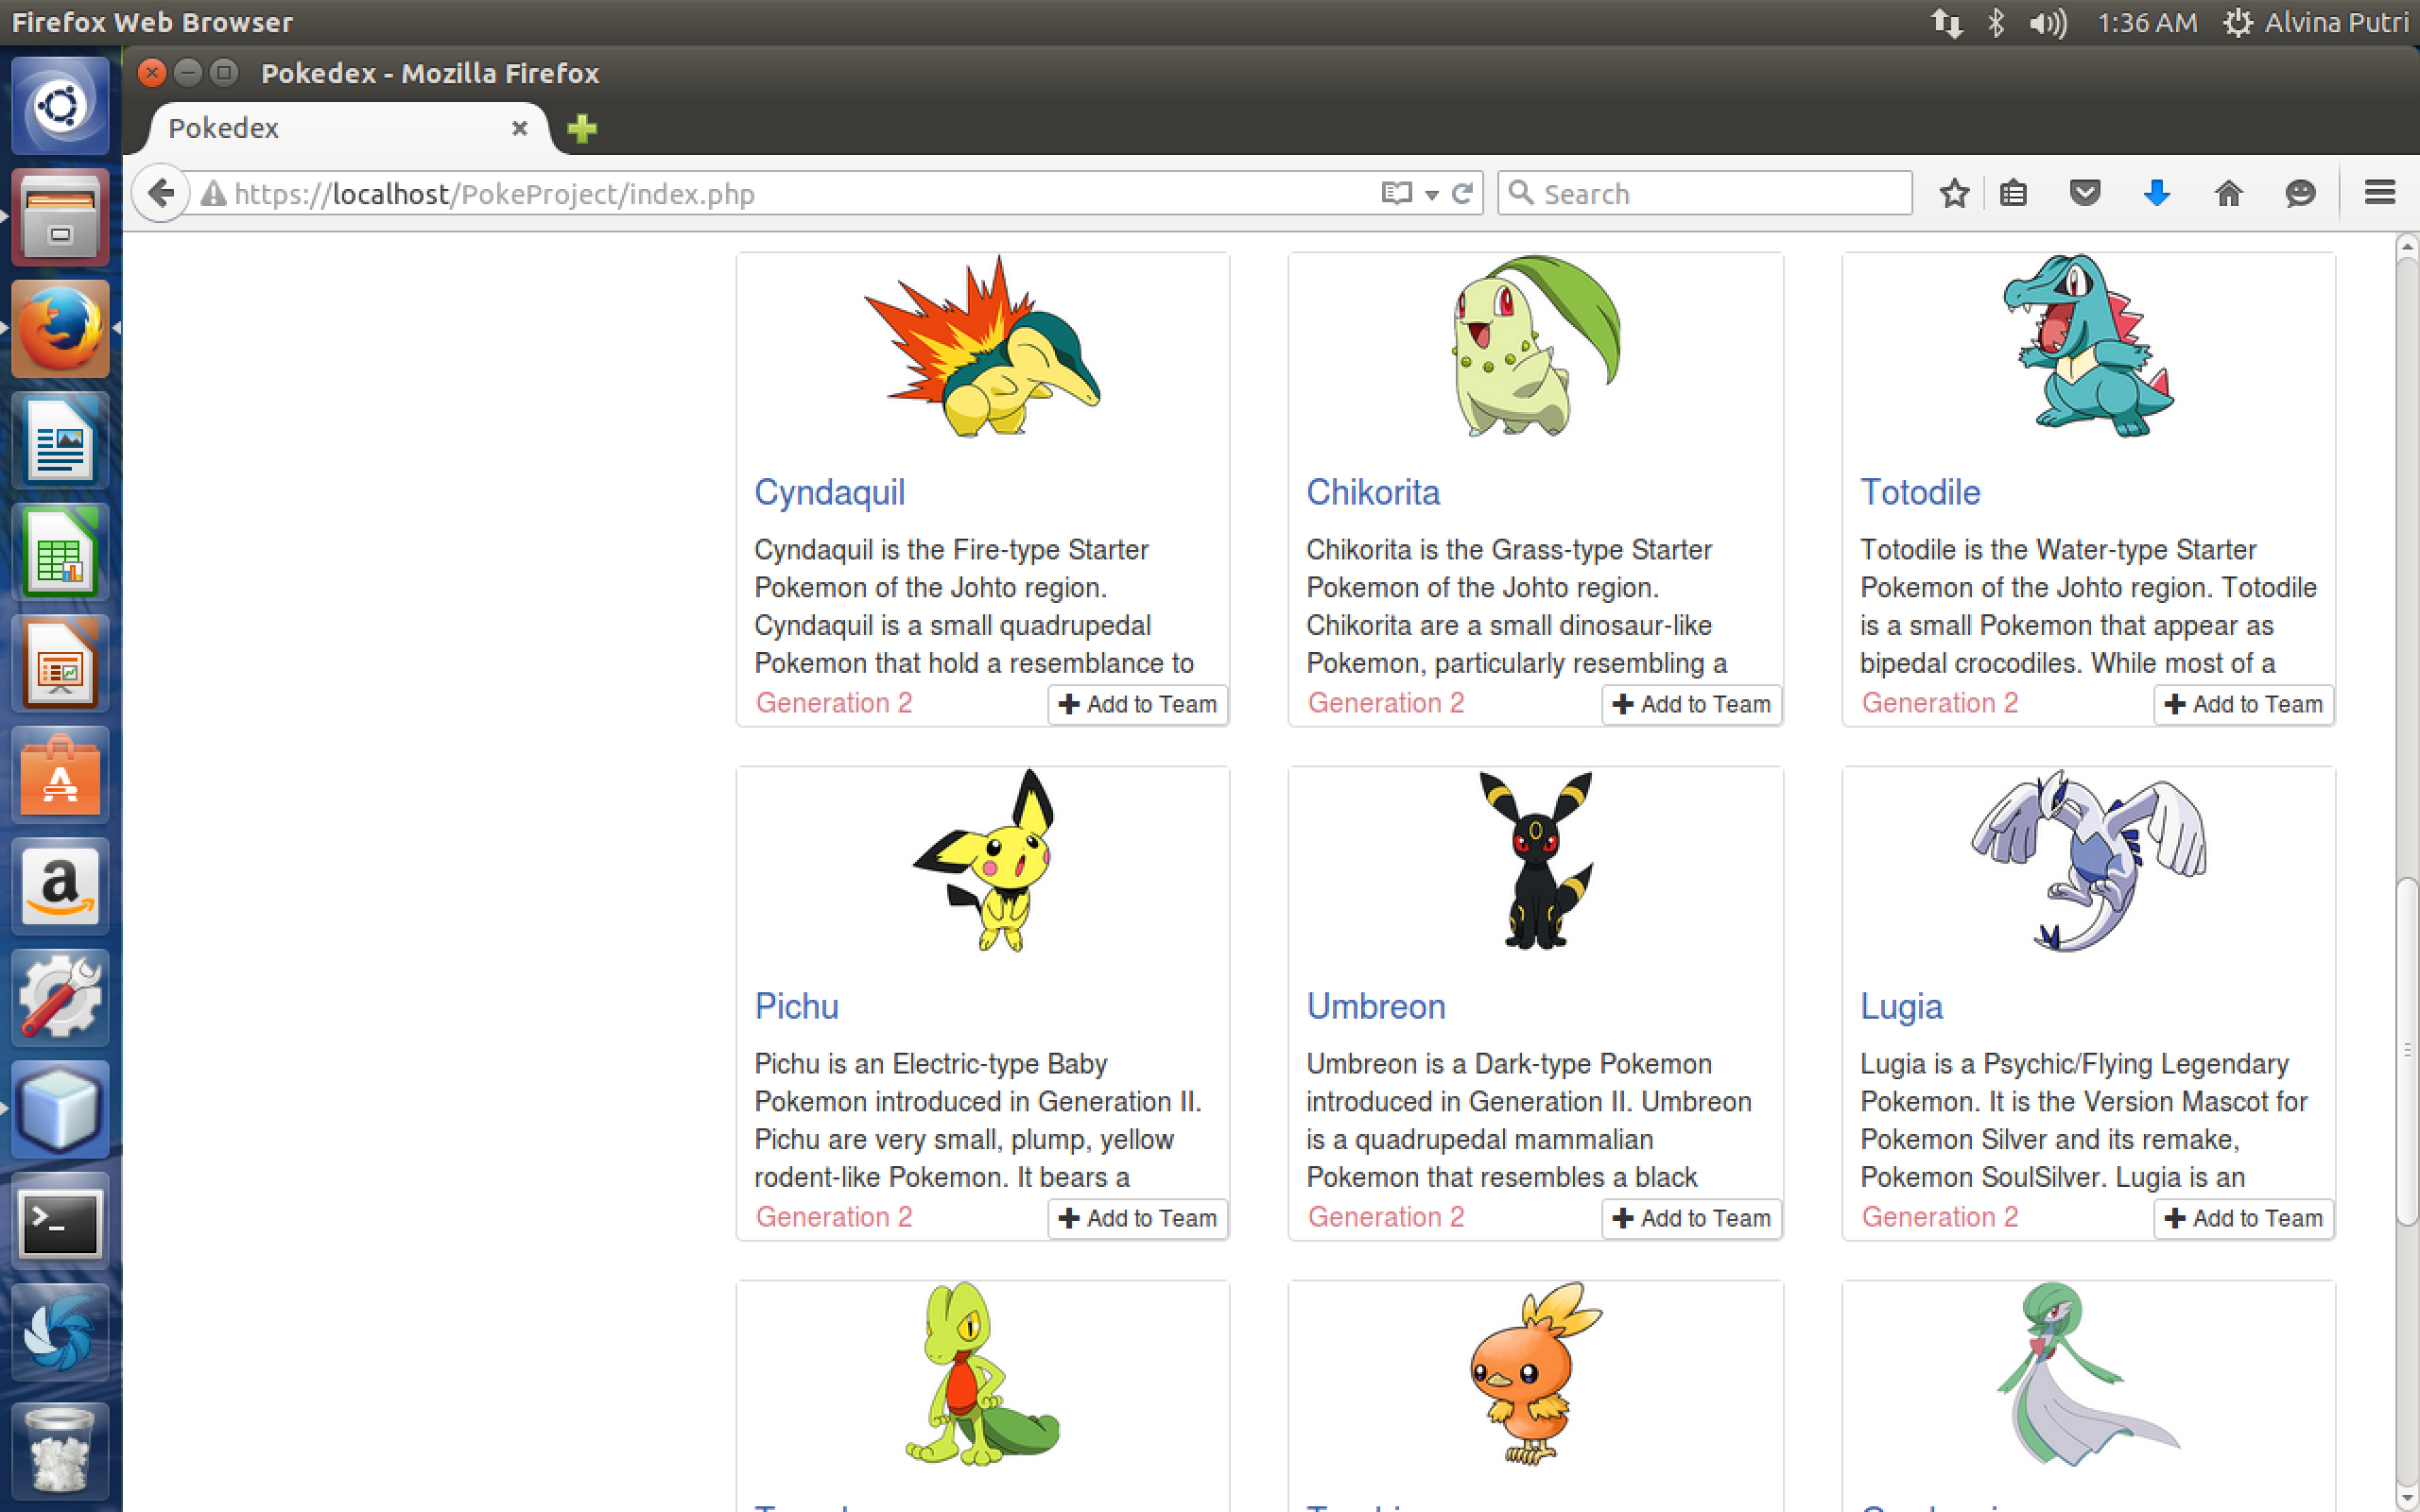 Firefox Web Browser
1:36 AM
Alvina Putri
Pokedex - Mozilla Firefox
Pokedex
https://localhost/PokeProject/index.php
Search
Cyndaquil
Cyndaquil is the Fire-type Starter
Pokemon of the Johto region.
Cyndaquil is a small quadrupedal
Pokemon that hold a resemblance to
Generation 2
Add to Team
Chikorita
Chikorita is the Grass-type Starter
Pokemon of the Johto region.
Chikorita are a small dinosaur-like
Pokemon, particularly resembling a
Generation 2
Add to Team
Totodile
Totodile is the Water-type Starter
Pokemon of the Johto region. Totodile
is a small Pokemon that appear as
bipedal crocodiles. While most of a
Generation 2
Add to Team
Pichu
Pichu is an Electric-type Baby
Pokemon introduced in Generation II.
Pichu are very small, plump, yellow
rodent-like Pokemon. It bears a
Generation 2
Add to Team
Umbreon
Umbreon is a Dark-type Pokemon
introduced in Generation II. Umbreon
is a quadrupedal mammalian
Pokemon that resembles a black
Generation 2
Add to Team
Lugia
Lugia is a Psychic/Flying Legendary
Pokemon. It is the Version Mascot for
Pokemon Silver and its remake,
Pokemon SoulSilver. Lugia is an
Generation 2
Add to Team